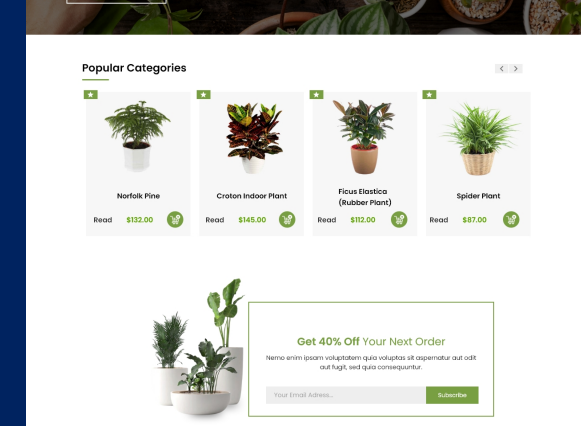 Popular Categories
Norfolk Pine
Croton Indoor Plant
Ficus Elastica
(Rubber Plant)
Spider Plant
Read $132.00
Read $145.00
Read $112.00
Read $87.00
Get 40% Off Your Next Order
Nemo enim ipsam voluptatem quia voluptas sit aspernatur aut odit
aut fugit, sed quia consequuntur.
Your Email Adress...
Subscribe